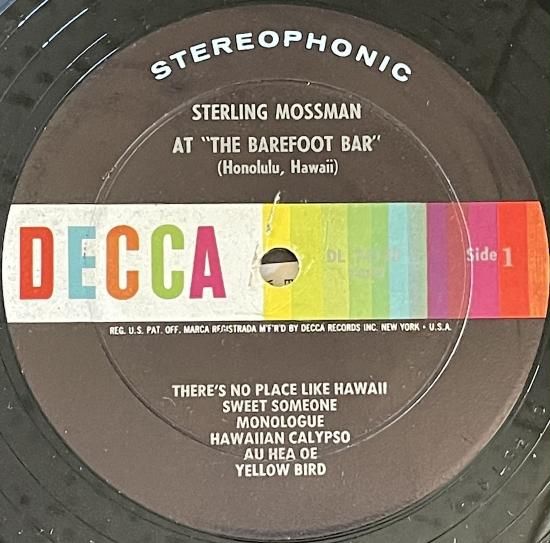 STEREOPHONIC
STERLING MOSSMAN
AT "THE BAREFOOT BAR"
(Honolulu, Hawaii)
DECCA
DL
Side 1
REG. U.S. PAT. OFF. MARCA REGISTRADA M'F'R'D BY DECCA RECORDS INC. NEW YORK • U.S.A.
THERE'S NO PLACE LIKE HAWAII
SWEET SOMEONE
MONOLOGUE
HAWAIIAN CALYPSO
AU HEA OE
YELLOW BIRD